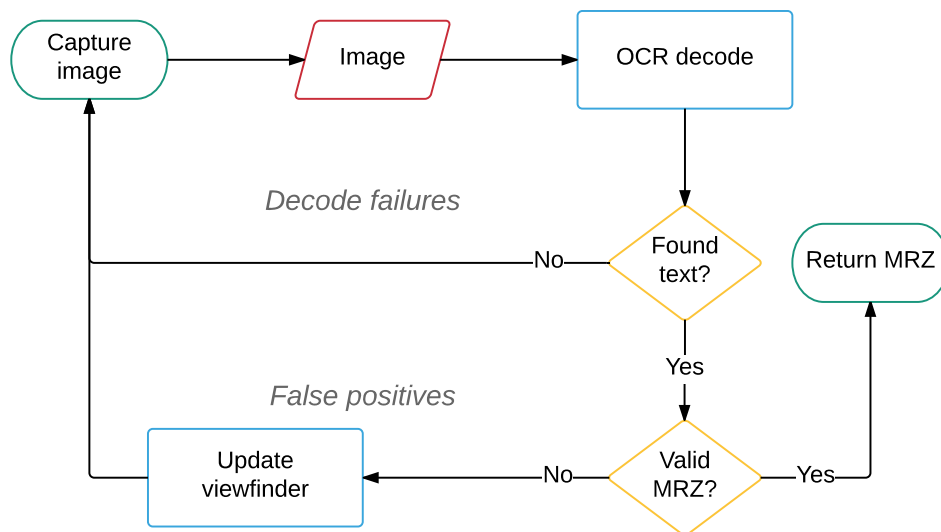 Capture
image
Image
OCR decode
Decode failures
Found
text?
No
Return MRZ
Yes
False positives
Update
viewfinder
No
Valid
MRZ?
Yes